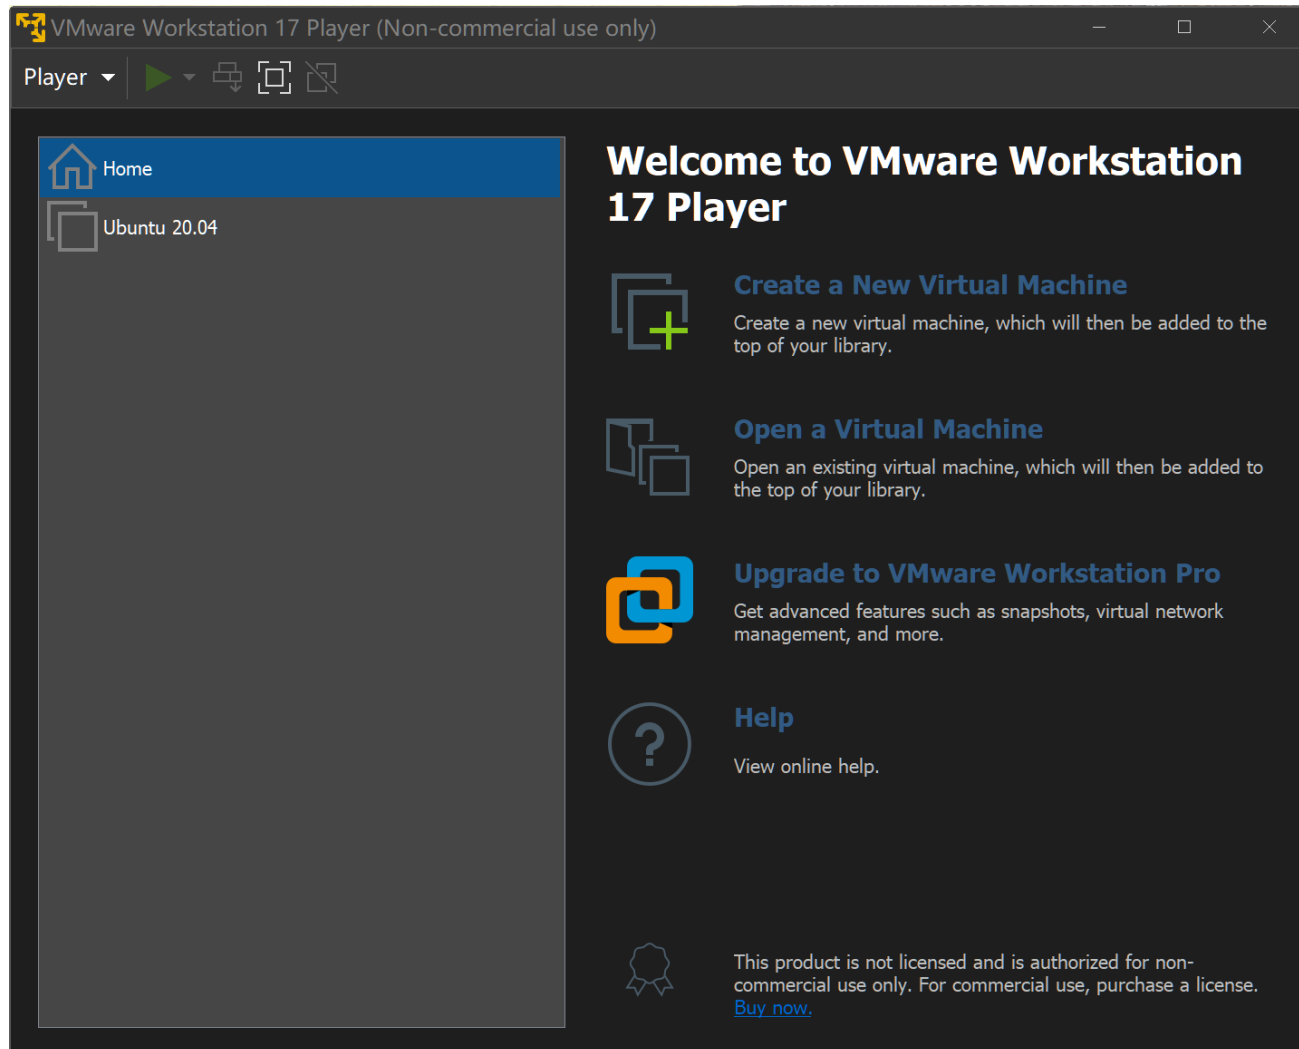 VMware Workstation 17 Player (Non-commercial use only)
Player
Home
Ubuntu 20.04
Welcome to VMware Workstation
17 Player
Create a New Virtual Machine
Create a new virtual machine, which will then be added to the
top of your library.
Open a Virtual Machine
Open an existing virtual machine, which will then be added to
the top of your library.
Upgrade to VMware Workstation Pro
Get advanced features such as snapshots, virtual network
management, and more.
Help
View online help.
This product is not licensed and is authorized for non-
commercial use only. For commercial use, purchase a license.
Buy now.